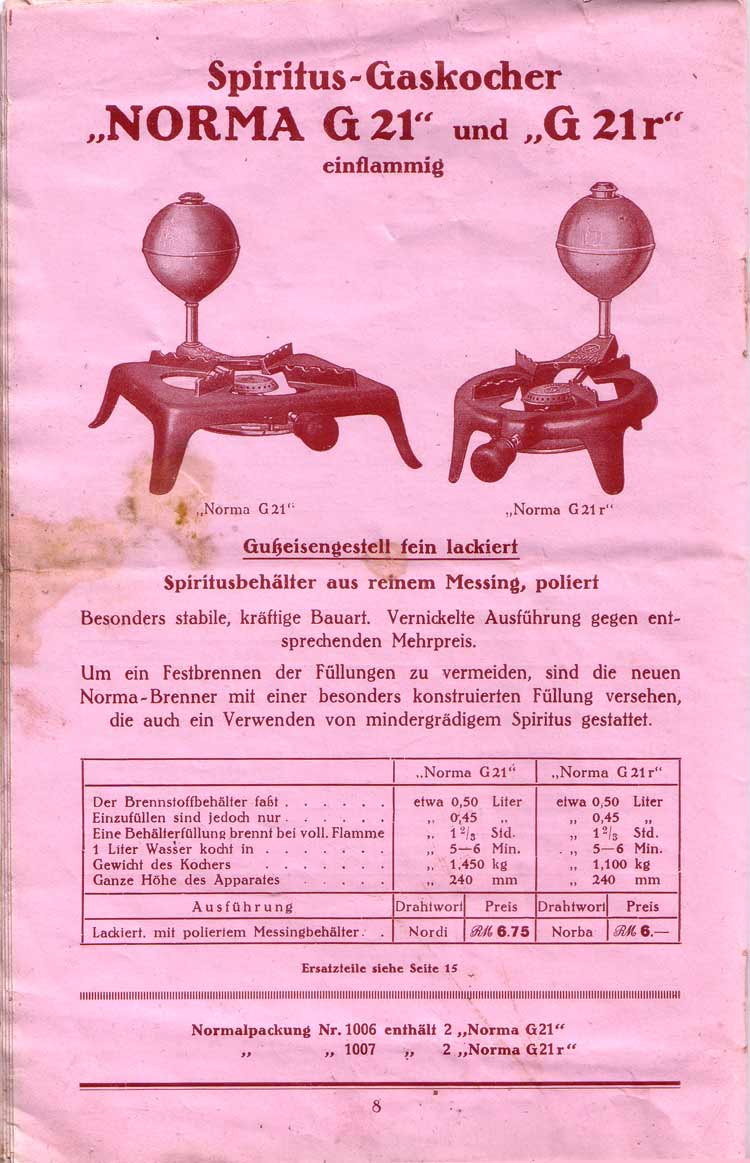 Spiritus-Gaskocher
„NORMA G 21“ und „G 21 r“
einflammig
„Norma G 21“
„Norma G 21 r“
Gußeisengestell fein lackiert
Spiritusbehälter aus reinem Messing, poliert
Besonders stabile, kräftige Bauart. Vernickelte Ausführung gegen ent-
sprechenden Mehrpreis.
Um ein Festbrennen der Füllungen zu vermeiden, sind die neuen
Norma-Brenner mit einer besonders konstruierten Füllung versehen,
die auch ein Verwenden von mindergrädigem Spiritus gestattet.
„Norma G 21“ „Norma G 21 r“
Der Brennstoffbehälter faßt . . . . . . etwa 0,50 Liter etwa 0,50 Liter
Einzufüllen sind jedoch nur . . . . . . „ 0,45 „ „ 0,45 „
Eine Behälterfüllung brennt bei voll. Flamme „ 1 2/3 Std. „ 1 2/3 Std.
1 Liter Wasser kocht in . . . . . . „ 5—6 Min. „ 5—6 Min.
Gewicht des Kochers . . . . . . „ 1,450 kg „ 1,100 kg
Ganze Höhe des Apparates . . . . . „ 240 mm „ 240 mm
Ausführung Drahtwort Preis Drahtwort Preis
Lackiert. mit poliertem Messingbehälter . . Nordi RM 6.75 Norba RM 6.—
Ersatzteile siehe Seite 15
Normalpackung Nr. 1006 enthält 2 „Norma G21“
„ „ 1007 „ 2 „Norma G21 r“
8